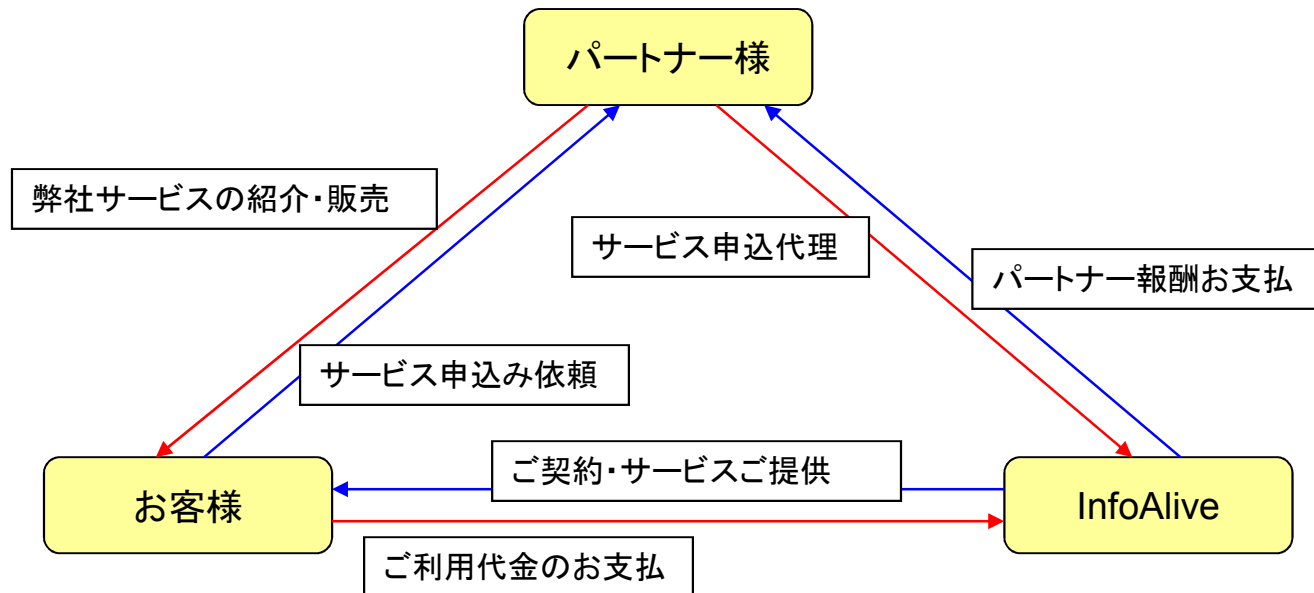 パートナー様
弊社サービスの紹介・販売
サービス申込代理
パートナー報酬お支払
サービス申込み依頼
ご契約・サービスご提供
お客様
InfoAlive
ご利用代金のお支払